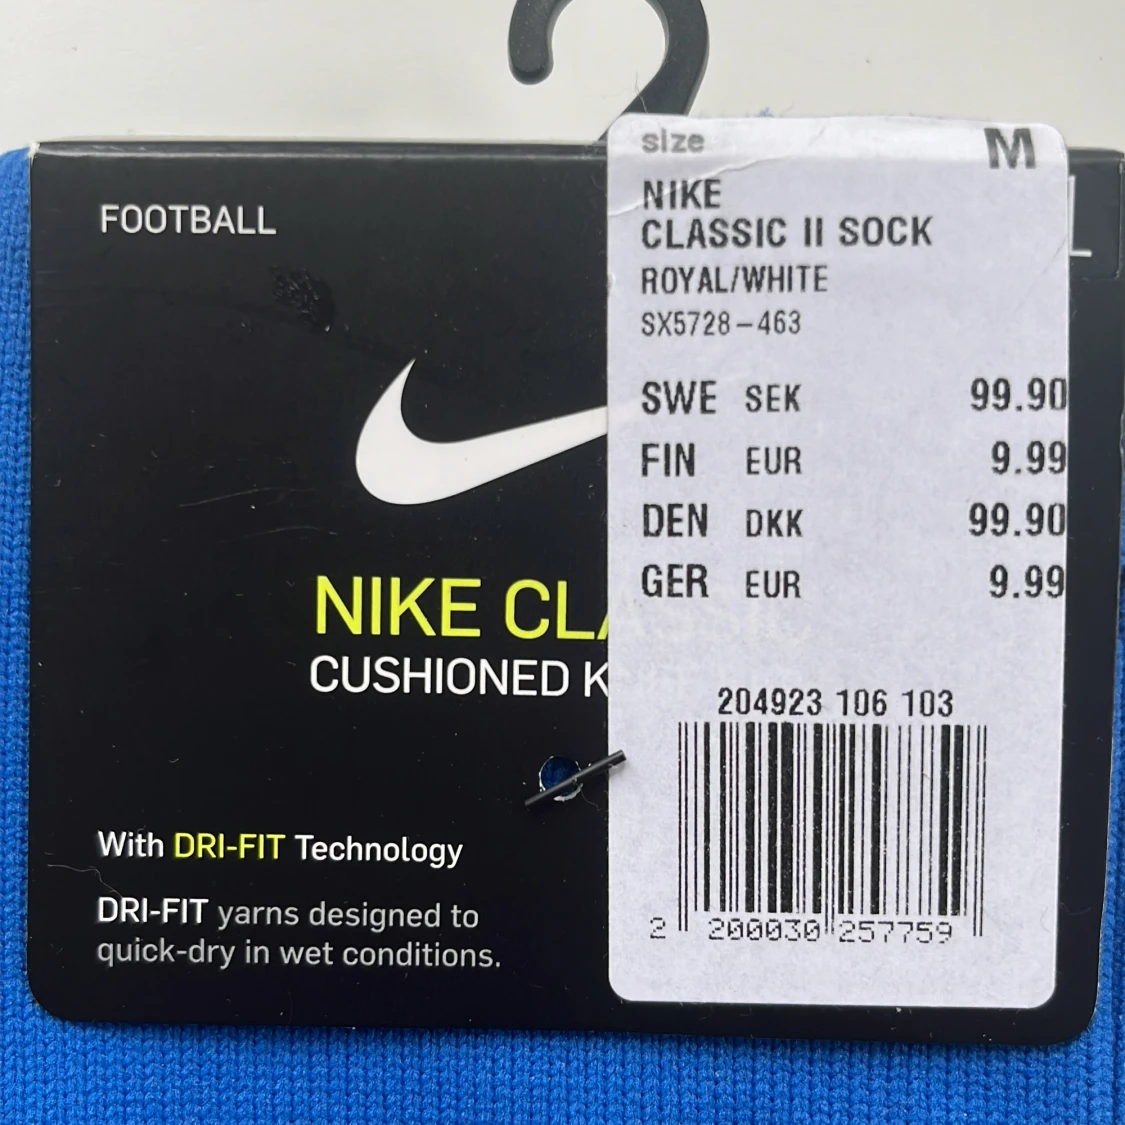 FOOTBALL
NIKE CLASSIC
CUSHIONED
With DRI-FIT Technology
DRI-FIT yarns designed to
quick-dry in wet conditions.
size M
NIKE
CLASSIC II SOCK
ROYAL/WHITE
SX5728-463
SWE SEK 99.90
FIN EUR 9.99
DEN DKK 99.90
GER EUR 9.99
204923 106 103
2 200030 257759